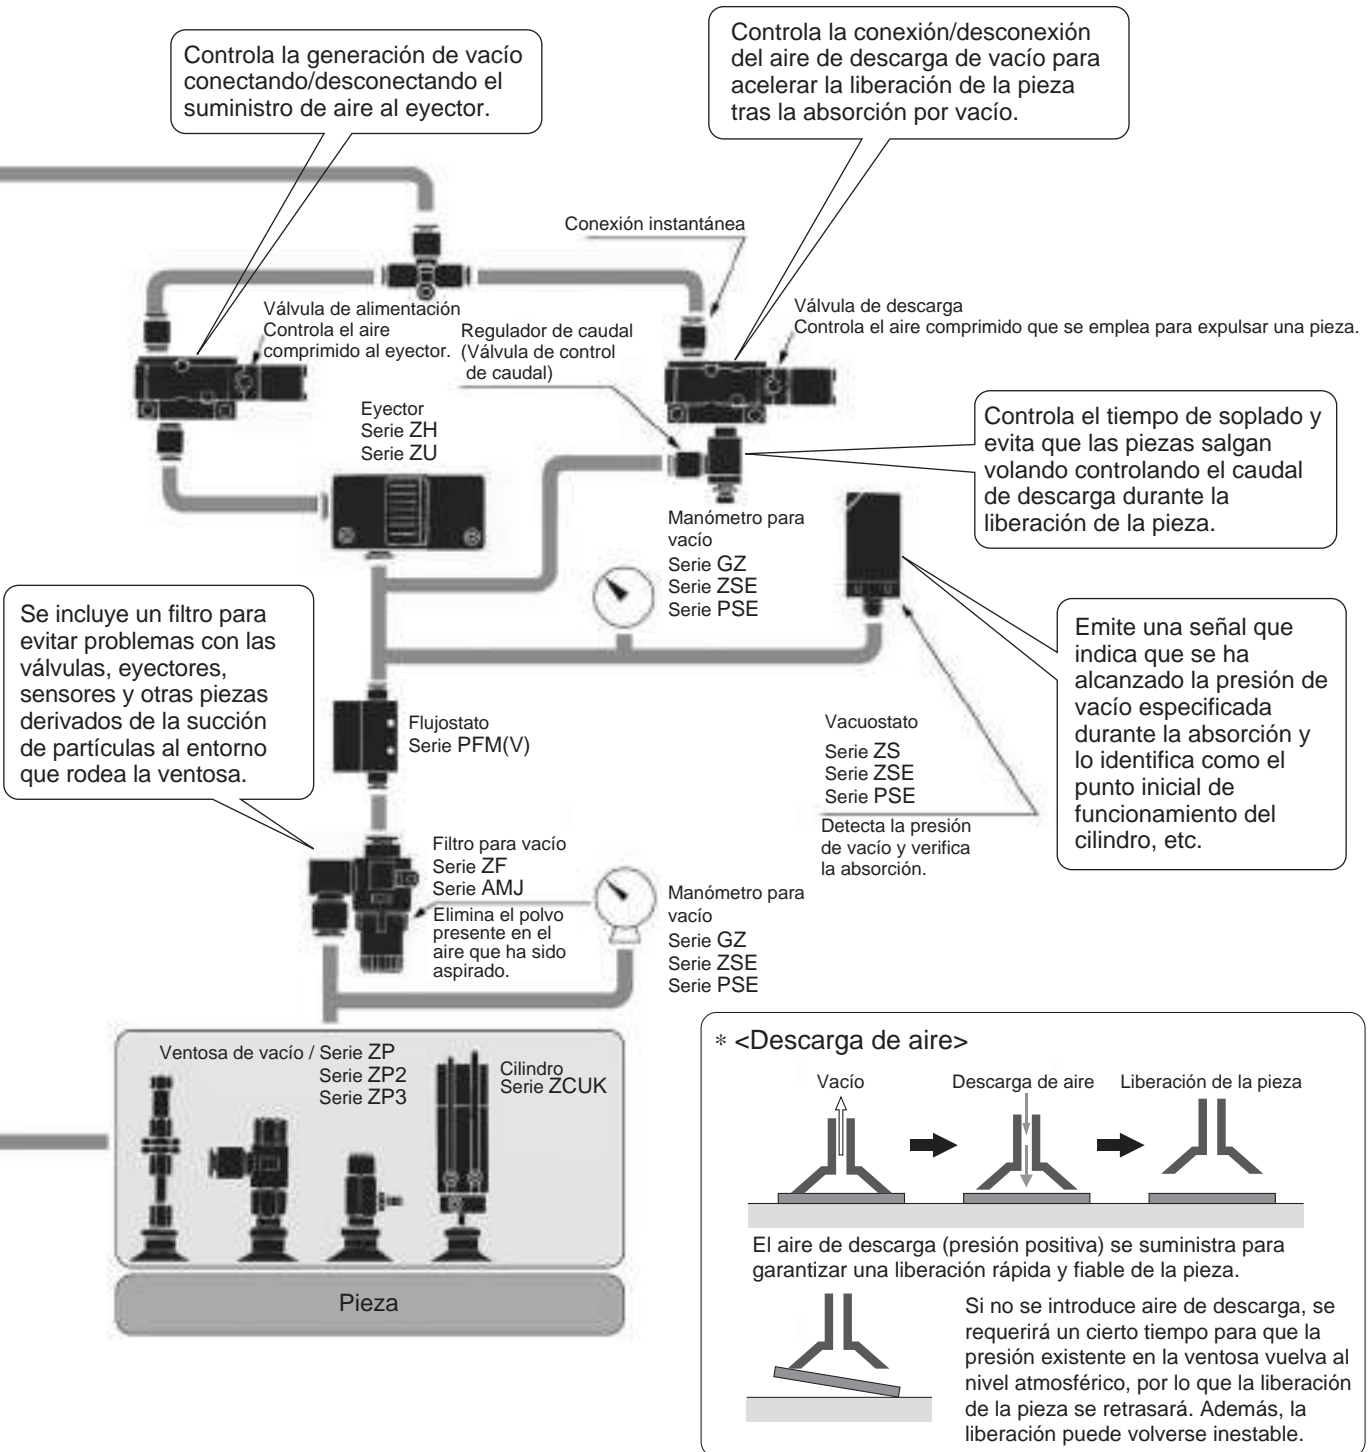 Controla la generación de vacío
conectando/desconectando el
suministro de aire al eyector.
Controla la conexión/desconexión
del aire de descarga de vacío para
acelerar la liberación de la pieza
tras la absorción por vacío.
Conexión instantánea
Válvula de alimentación
Controla el aire
comprimido al eyector.
Regulador de caudal
(Válvula de control
de caudal)
Válvula de descarga
Controla el aire comprimido que se emplea para expulsar una pieza.
Eyector
Serie ZH
Serie ZU
Controla el tiempo de soplado y
evita que las piezas salgan
volando controlando el caudal
de descarga durante la
liberación de la pieza.
Manómetro para
vacío
Serie GZ
Serie ZSE
Serie PSE
Se incluye un filtro para
evitar problemas con las
válvulas, eyectores,
sensores y otras piezas
derivados de la succión
de partículas al entorno
que rodea la ventosa.
Emite una señal que
indica que se ha
alcanzado la presión de
vacío especificada
durante la absorción y
lo identifica como el
punto inicial de
funcionamiento del
cilindro, etc.
Flujostato
Serie PFM(V)
Vacuostato
Serie ZS
Serie ZSE
Serie PSE
Detecta la presión
de vacío y verifica
la absorción.
Filtro para vacío
Serie ZF
Serie AMJ
Elimina el polvo
presente en el
aire que ha sido
aspirado.
Manómetro para
vacío
Serie GZ
Serie ZSE
Serie PSE
Ventosa de vacío / Serie ZP
Serie ZP2
Serie ZP3
Cilindro
Serie ZCUK
Pieza
* <Descarga de aire>
Vacío
Descarga de aire
Liberación de la pieza
El aire de descarga (presión positiva) se suministra para
garantizar una liberación rápida y fiable de la pieza.
Si no se introduce aire de descarga, se
requerirá un cierto tiempo para que la
presión existente en la ventosa vuelva al
nivel atmosférico, por lo que la liberación
de la pieza se retrasará. Además, la
liberación puede volverse inestable.